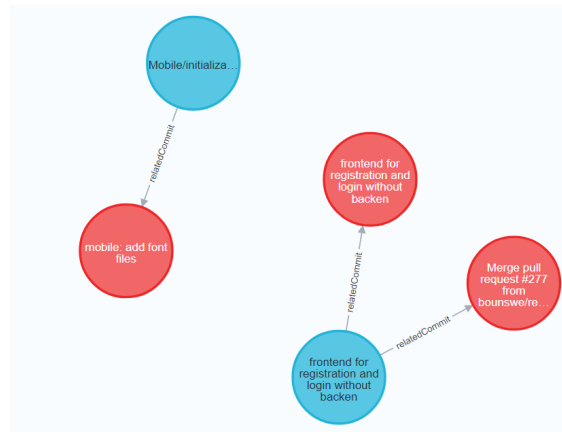 Mobile/initializa…
relatedCommit
mobile: add font
files
frontend for
registration and
login without
backen
relatedCommit
Merge pull
request #277
from
bounswe/re…
relatedCommit
frontend for
registration and
login without
backen